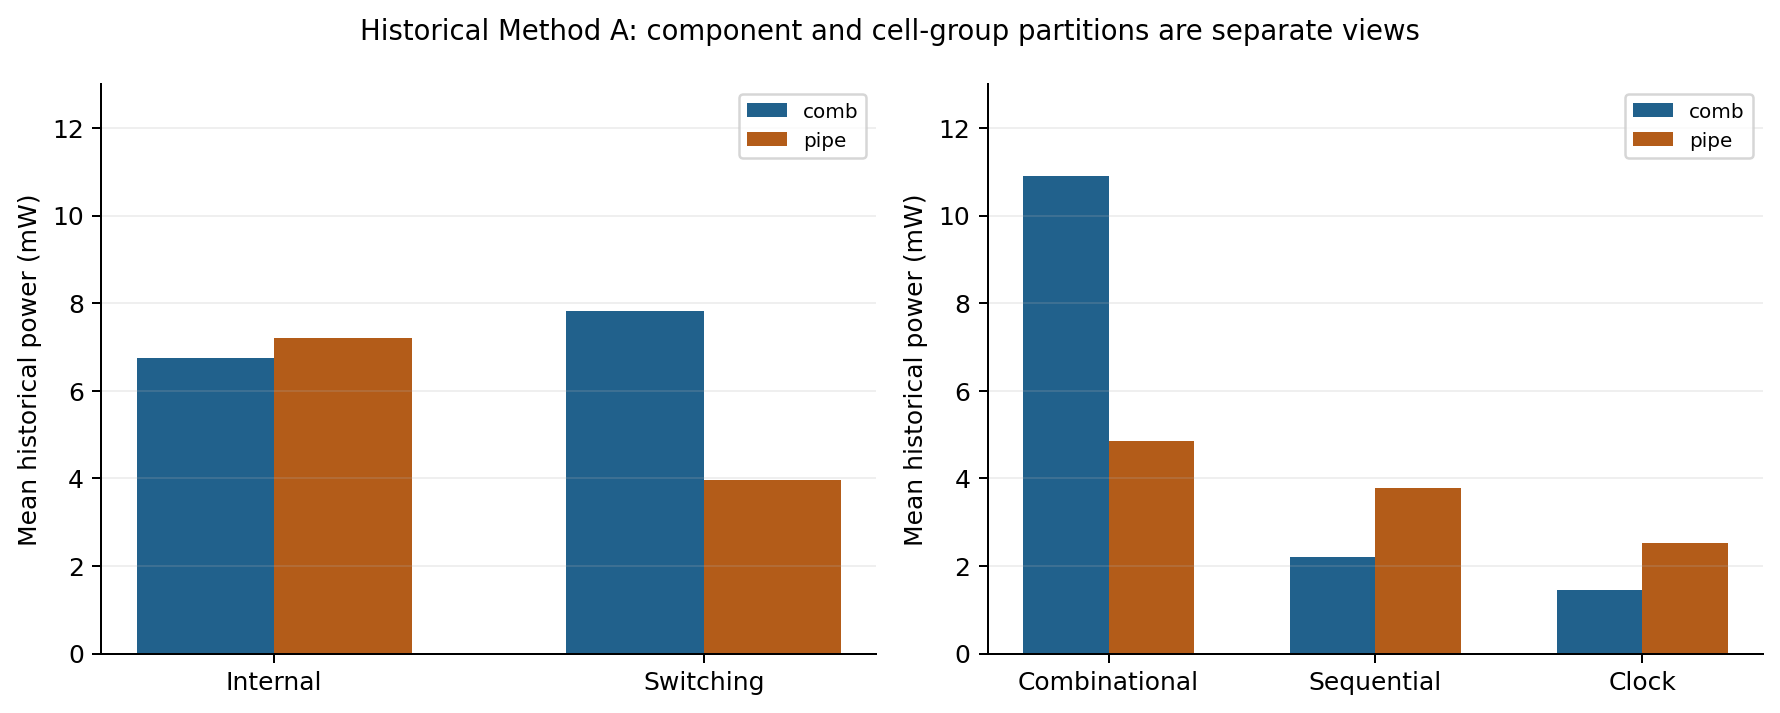 Historical Method A: component and cell-group partitions are separate views
Mean historical power (mW)
12
10
8
6
4
2
0
comb
pipe
Internal
Switching
Mean historical power (mW)
12
10
8
6
4
2
0
comb
pipe
Combinational
Sequential
Clock